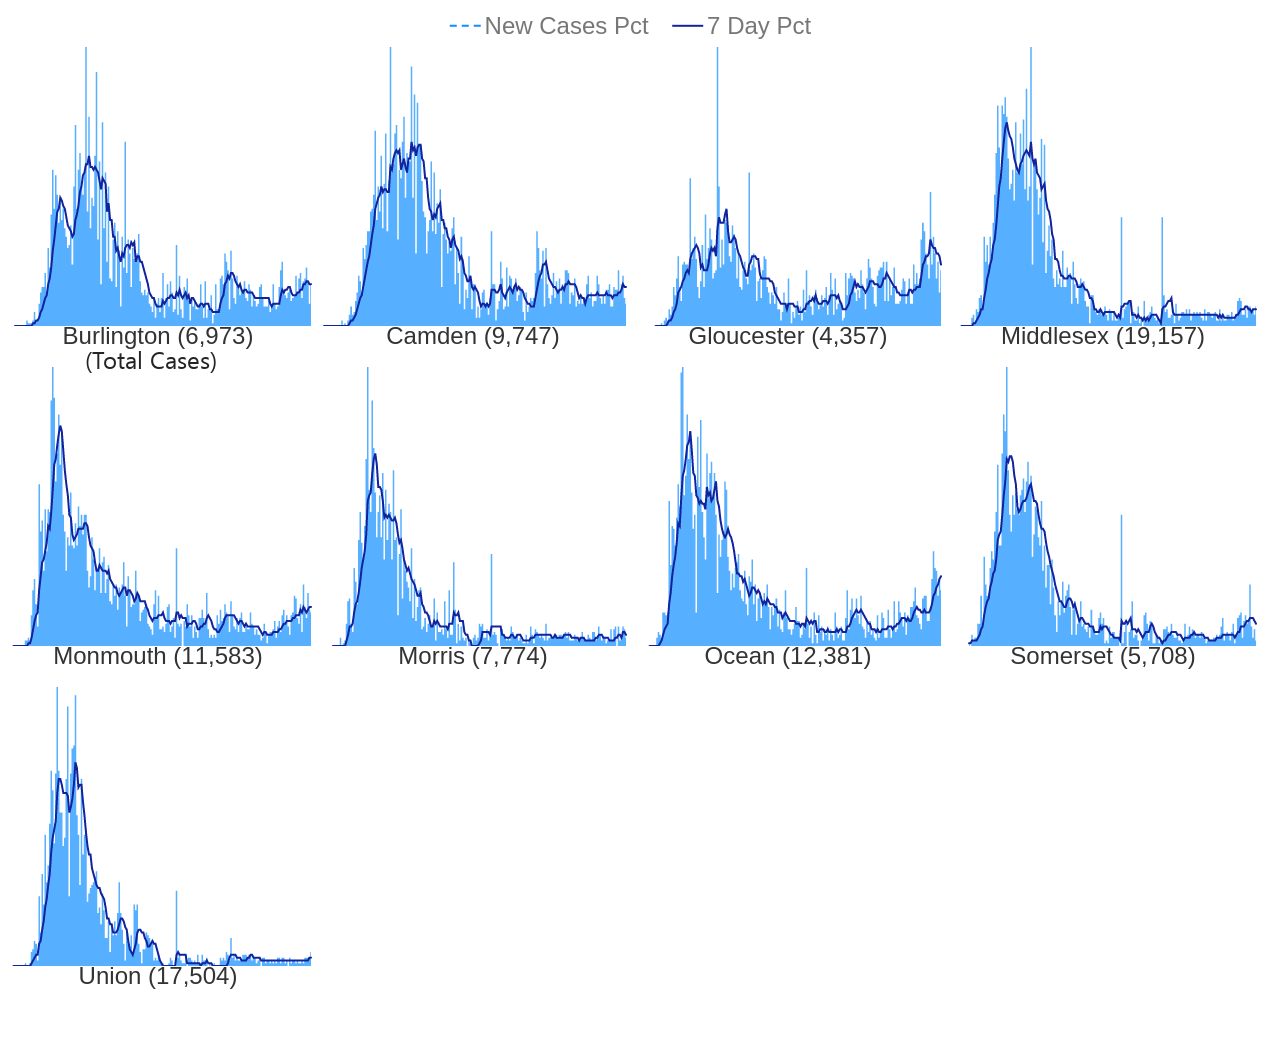 New Cases Pct 7 Day Pct
Burlington (6,973) Camden (9,747) Gloucester (4,357) Middlesex (19,157)
(Total Cases)
Monmouth (11,583) Morris (7,774) Ocean (12,381) Somerset (5,708)
Union (17,504)